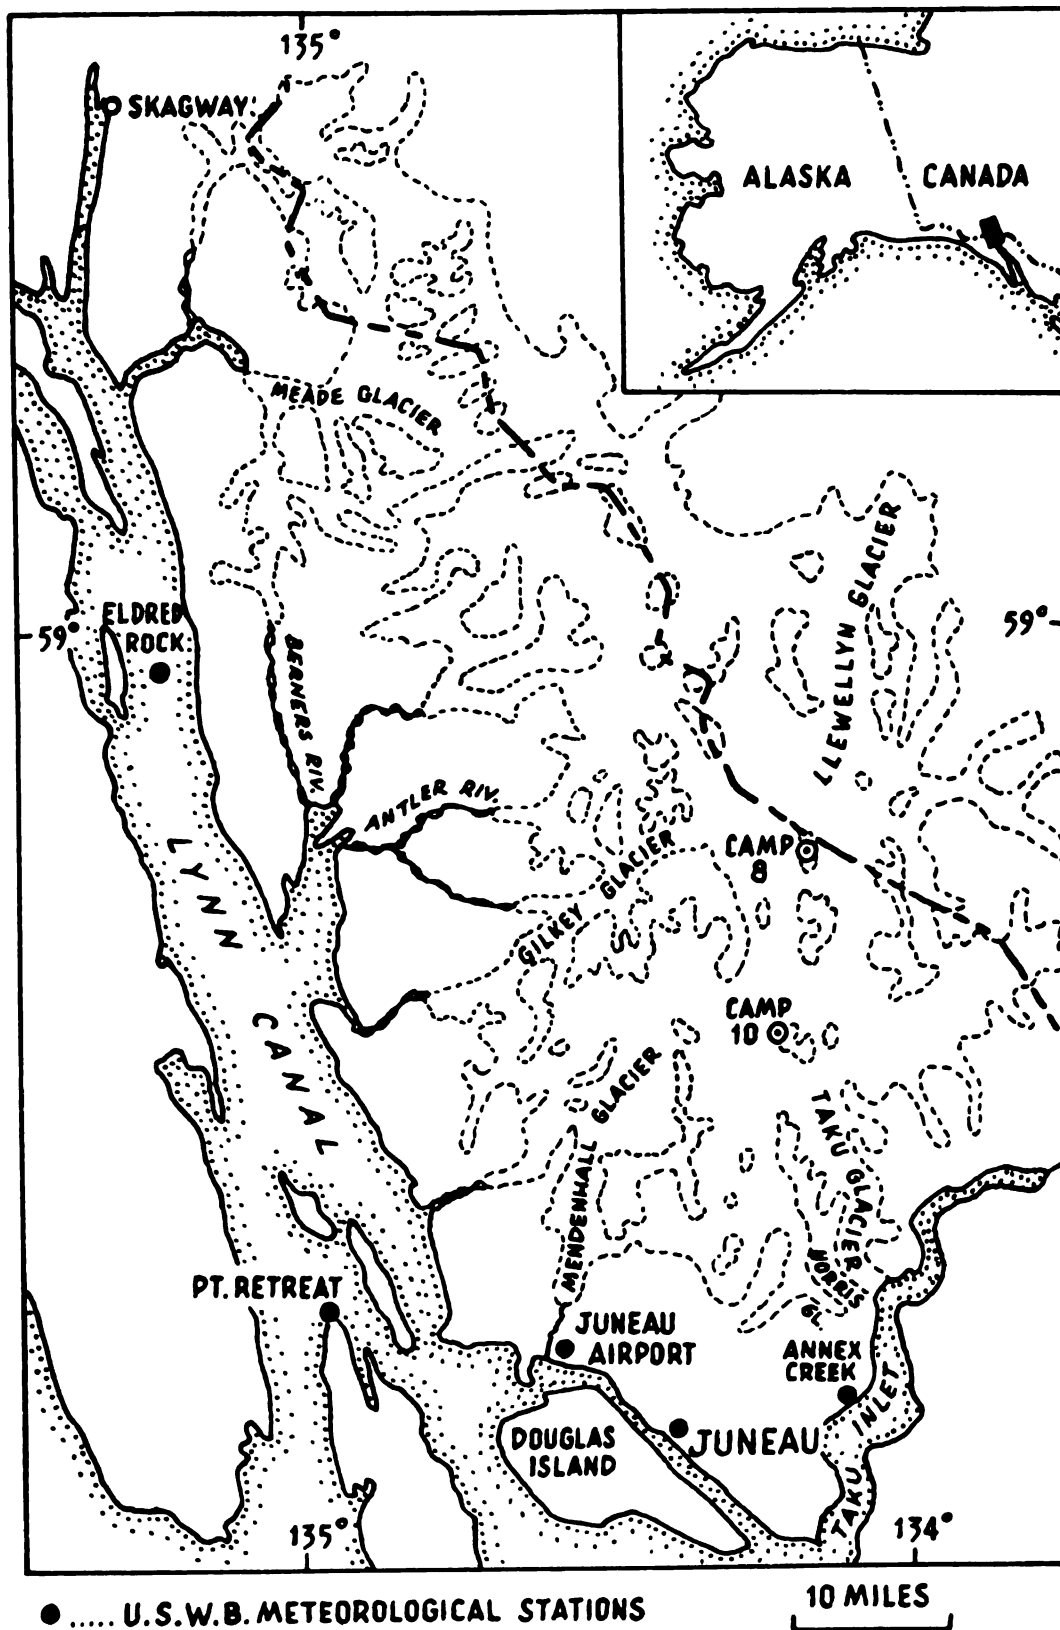 135°
SKAGWAY
ALASKA CANADA
MEADE GLACIER
LLEWELLYN GLACIER
59°
ELDRED
ROCK
59°
BERNERS RIV.
ANTLER RIV.
LYNN CANAL
GILKEY GLACIER
CAMP
8
CAMP
10
MENDENHALL GLACIER
TAKU GLACIER
NORRIS
GL.
PT. RETREAT
JUNEAU
AIRPORT
ANNEX
CREEK
TAKU INLET
JUNEAU
DOUGLAS
ISLAND
135°
134°
10 MILES
● ..... U.S.W.B. METEOROLOGICAL STATIONS